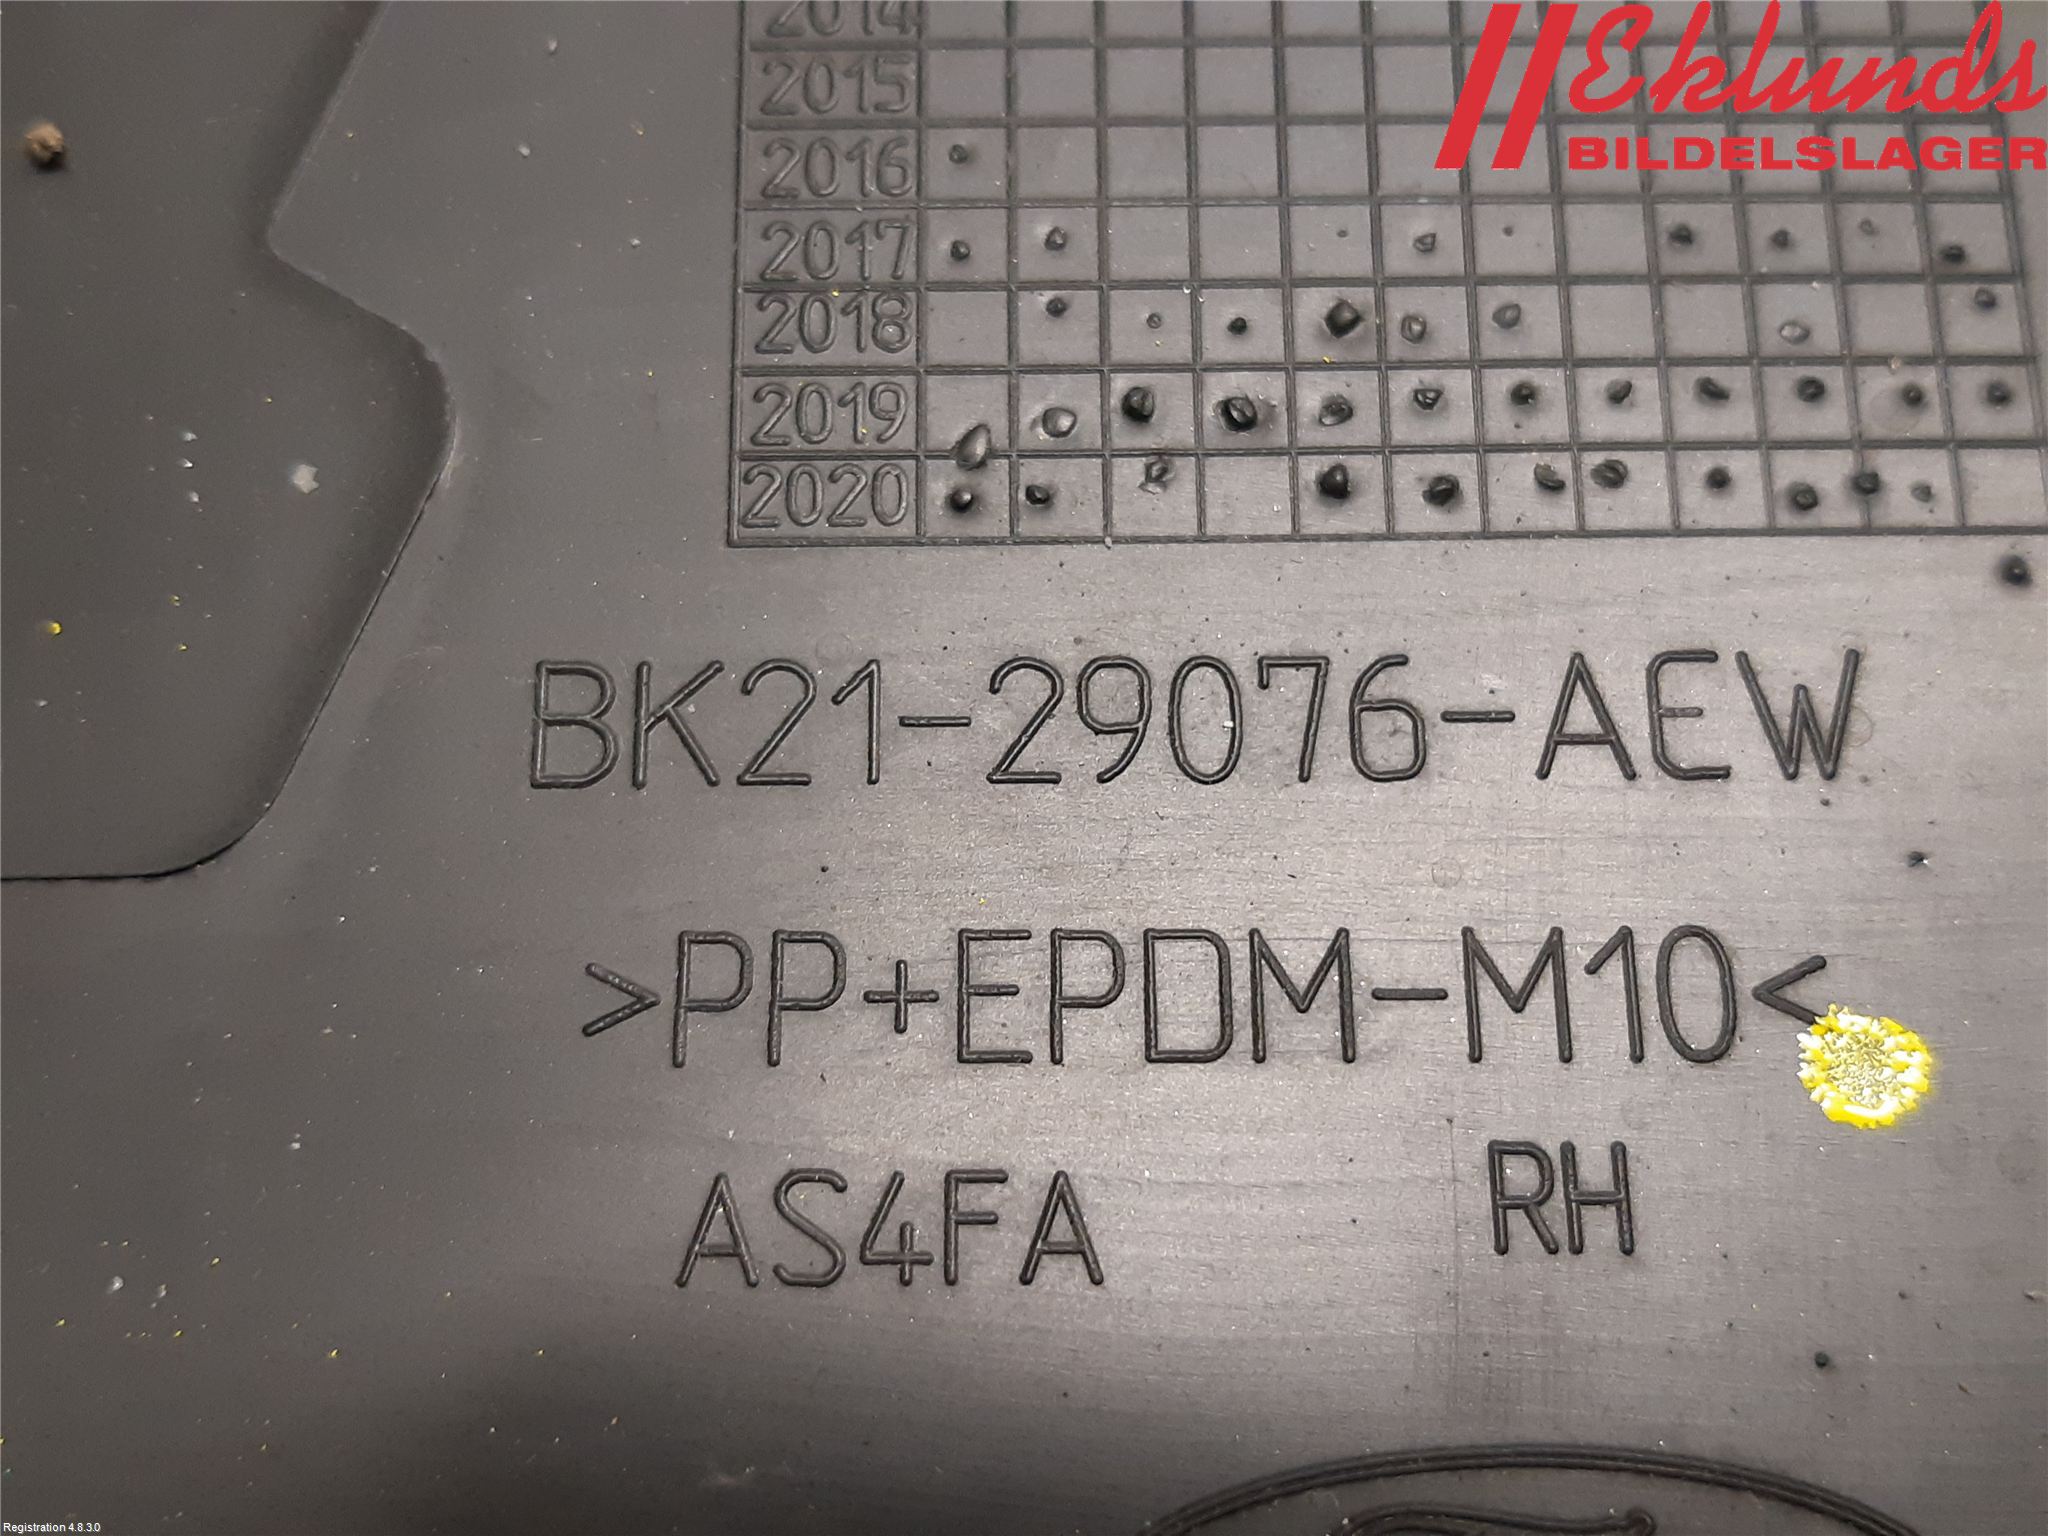 2014
Eklunds
2015
BILDELSLAGER
2016
2017
2018
2019
2020
BK21-29076-AEW
>PP+EPDM-M10<
AS4FA RH
Registration 4.8.3.0